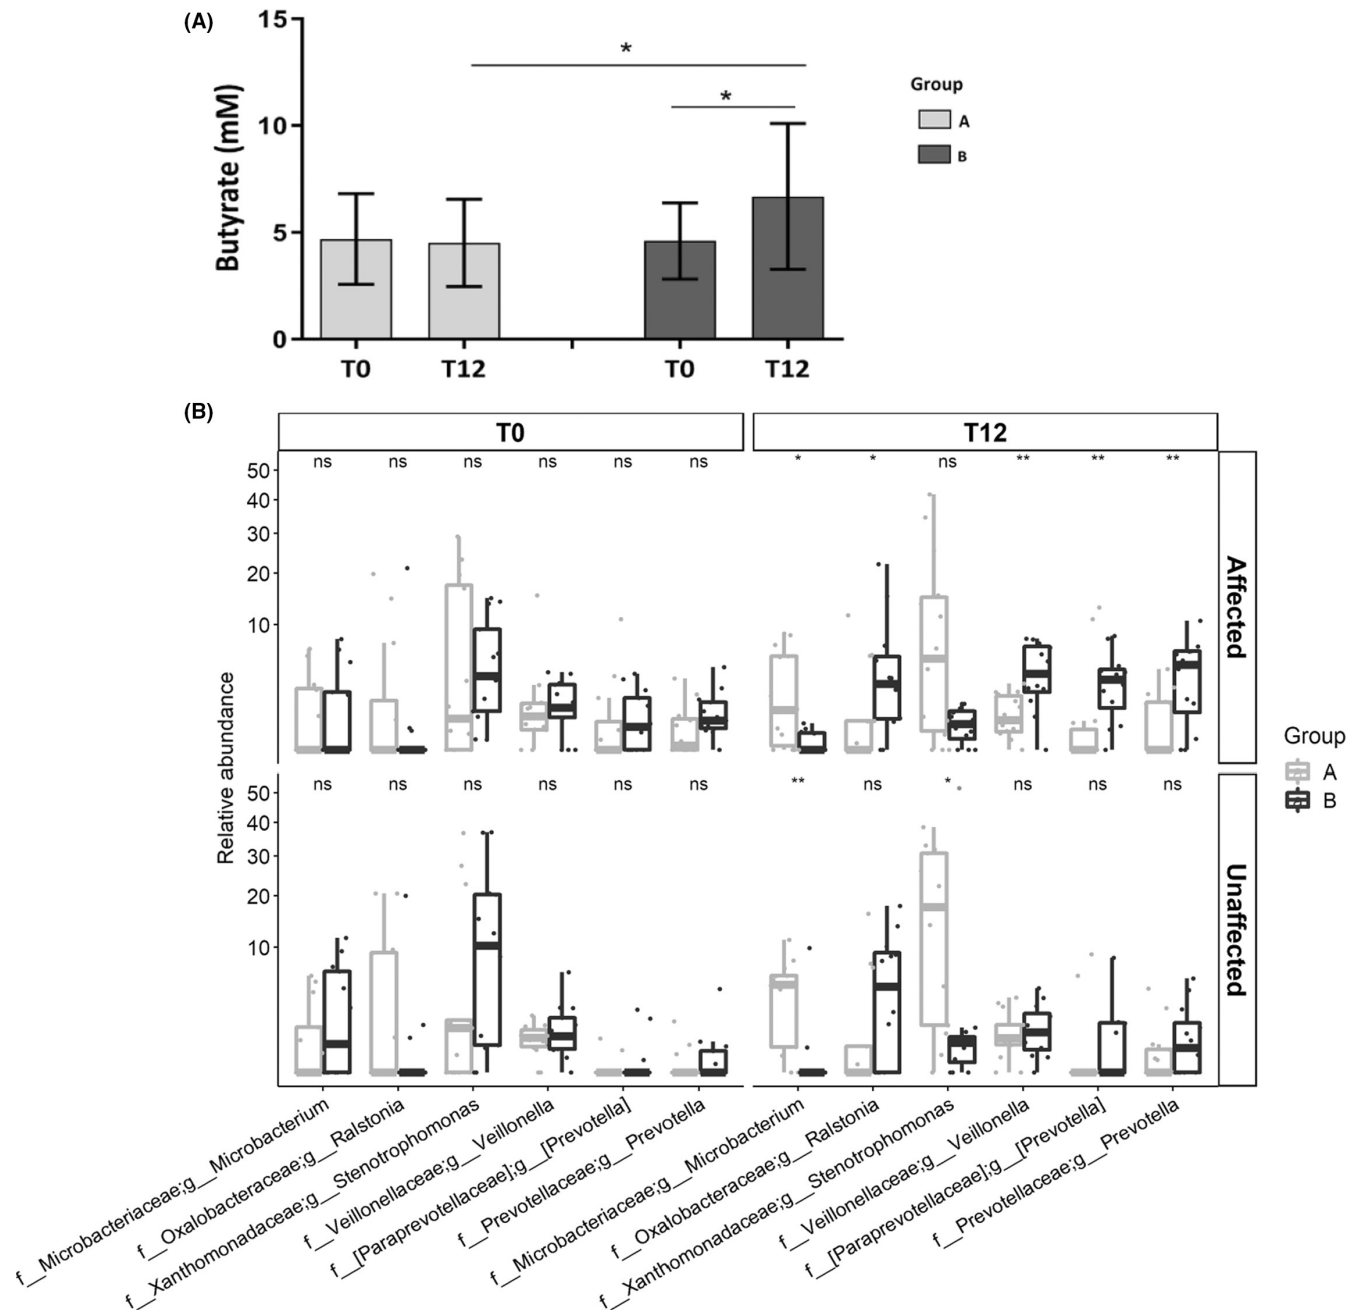 (A)
Butyrate (mM)
15
10
5
0
*
*
T0
T12
T0
T12
Group
A
B
(B)
T0
T12
Relative abundance
50
40
30
20
10
ns
ns
ns
ns
ns
ns
*
*
ns
**
**
**
Affected
50
40
30
20
10
ns
ns
ns
ns
ns
ns
**
ns
*
ns
ns
ns
Unaffected
Group
A
B
f__Microbacteriaceae;g__Microbacterium
f__Oxalobacteraceae;g__Ralstonia
f__Xanthomonadaceae;g__Stenotrophomonas
f__Veillonellaceae;g__Veillonella
f__[Paraprevotellaceae];g__[Prevotella]
f__Prevotellaceae;g__Prevotella
f__Microbacteriaceae;g__Microbacterium
f__Oxalobacteraceae;g__Ralstonia
f__Xanthomonadaceae;g__Stenotrophomonas
f__Veillonellaceae;g__Veillonella
f__[Paraprevotellaceae];g__[Prevotella]
f__Prevotellaceae;g__Prevotella